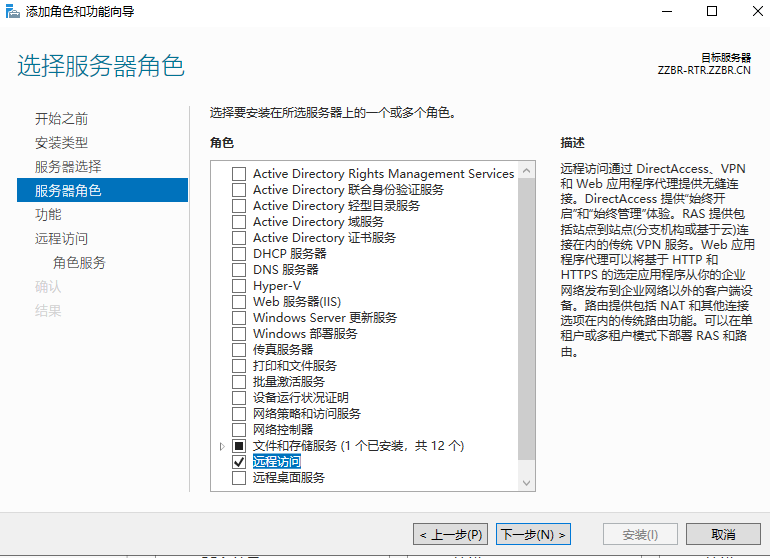 添加角色和功能向导
选择服务器角色
目标服务器
ZZBR-RTR.ZZBR.CN
开始之前
安装类型
服务器选择
服务器角色
功能
远程访问
角色服务
确认
结果
选择要安装在所选服务器上的一个或多个角色。
角色
Active Directory Rights Management Services
Active Directory 联合身份验证服务
Active Directory 轻型目录服务
Active Directory 域服务
Active Directory 证书服务
DHCP 服务器
DNS 服务器
Hyper-V
Web 服务器(IIS)
Windows Server 更新服务
Windows 部署服务
传真服务器
打印和文件服务
批量激活服务
设备运行状况证明
网络策略和访问服务
网络控制器
文件和存储服务 (1 个已安装，共 12 个)
远程访问
远程桌面服务
描述
远程访问通过 DirectAccess、VPN
和 Web 应用程序代理提供无缝连
接。DirectAccess 提供“始终开
启”和“始终管理”体验。RAS 提供包
括站点到站点(分支机构或基于云)连
接在内的传统 VPN 服务。Web 应用
程序代理可以将基于 HTTP 和
HTTPS 的选定应用程序从你的企业
网络发布到企业网络以外的客户端设
备。路由提供包括 NAT 和其他连接
选项在内的传统路由功能。可以在单
租户或多租户模式下部署 RAS 和路
由。
< 上一步(P)
下一步(N) >
安装(I)
取消